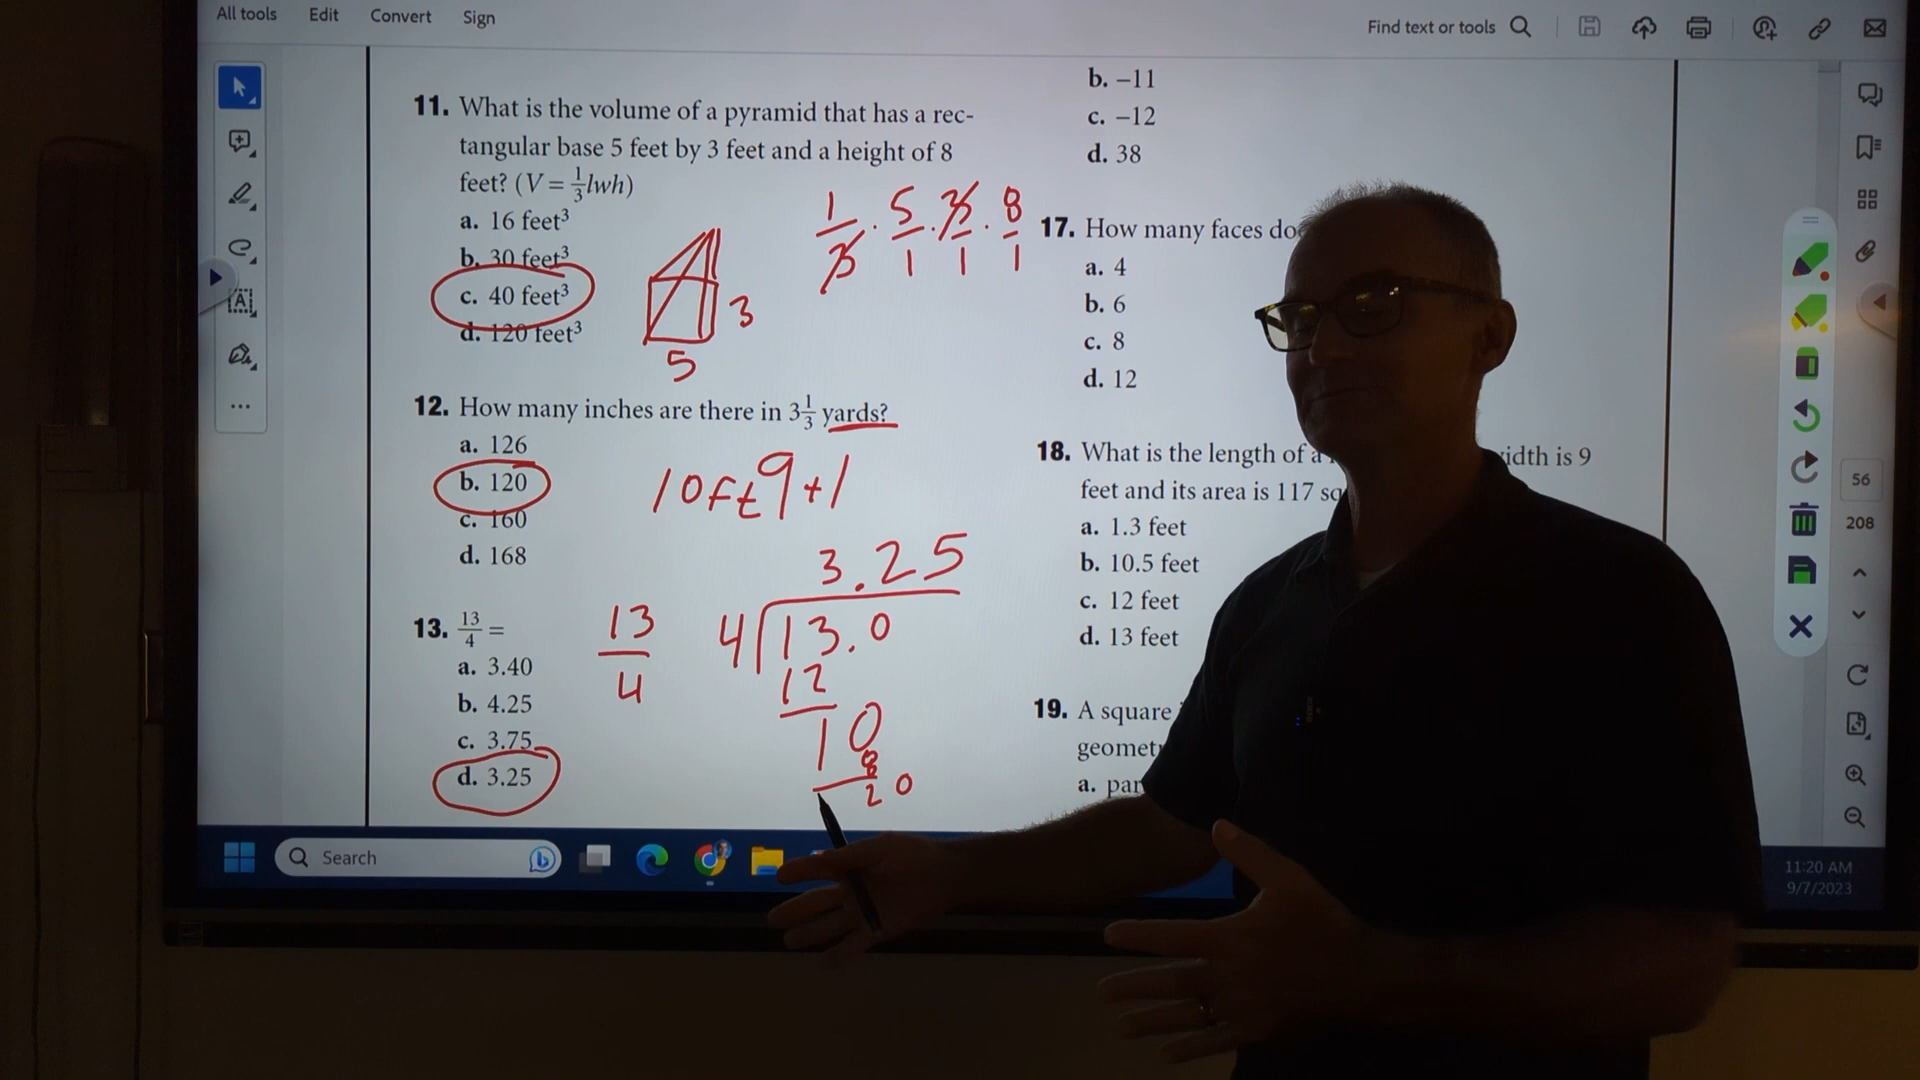 All tools Edit Convert Sign
Find text or tools
11. What is the volume of a pyramid that has a rec-
tangular base 5 feet by 3 feet and a height of 8
feet? (V = 1/3 lwh)
a. 16 feet³
b. 30 feet³
c. 40 feet³
d. 120 feet³
3
5
1/3 · 5/1 · 3/1 · 8/1
12. How many inches are there in 3 1/3 yards?
a. 126
b. 120
c. 160
d. 168
10ft 9+1
13. 13/4 =
a. 3.40
b. 4.25
c. 3.75
d. 3.25
13
4
3.25
4 13.0
12
10
8
20
b. –11
c. –12
d. 38
17. How many faces do
a. 4
b. 6
c. 8
d. 12
18. What is the length of a
idth is 9
feet and its area is 117 sq
a. 1.3 feet
b. 10.5 feet
c. 12 feet
d. 13 feet
19. A square
geomet
a. par
56
208
Search
11:20 AM
9/7/2023